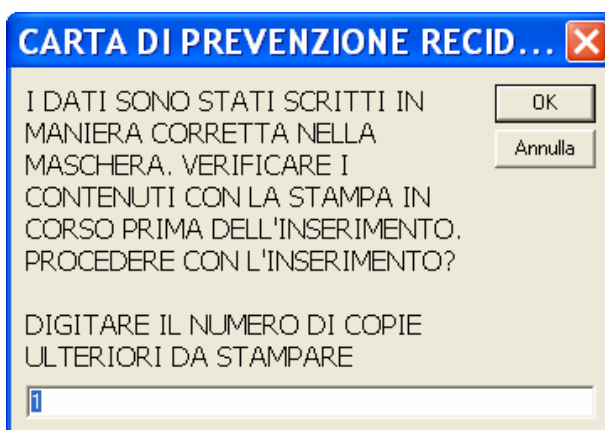 CARTA DI PREVENZIONE RECID...
I DATI SONO STATI SCRITTI IN
MANIERA CORRETTA NELLA
MASCHERA. VERIFICARE I
CONTENUTI CON LA STAMPA IN
CORSO PRIMA DELL'INSERIMENTO.
PROCEDERE CON L'INSERIMENTO?
OK
Annulla
DIGITARE IL NUMERO DI COPIE
ULTERIORI DA STAMPARE
1